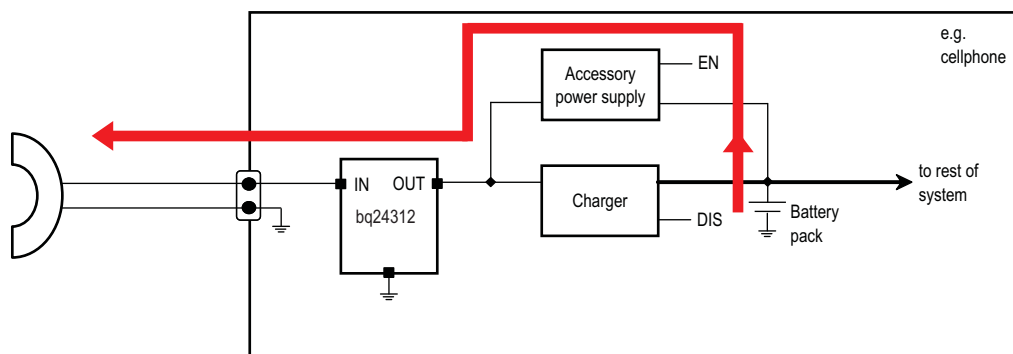 e.g.
cellphone
Accessory
power supply
EN
IN
OUT
bq24312
Charger
DIS
to rest of
system
Battery
pack